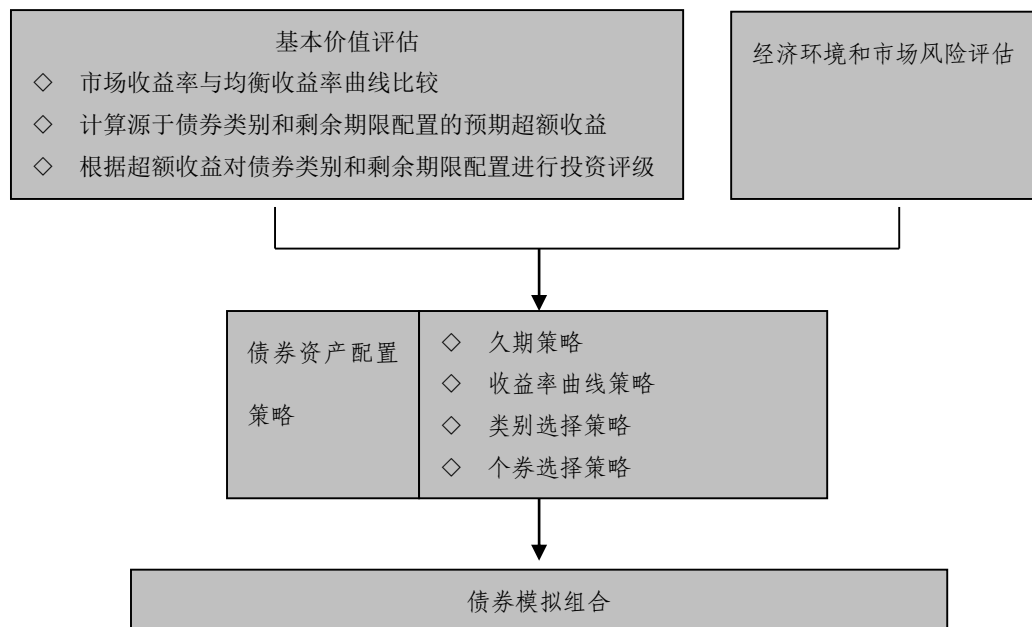 基本价值评估
◇ 市场收益率与均衡收益率曲线比较
◇ 计算源于债券类别和剩余期限配置的预期超额收益
◇ 根据超额收益对债券类别和剩余期限配置进行投资评级
经济环境和市场风险评估
债券资产配置
策略
◇ 久期策略
◇ 收益率曲线策略
◇ 类别选择策略
◇ 个券选择策略
债券模拟组合